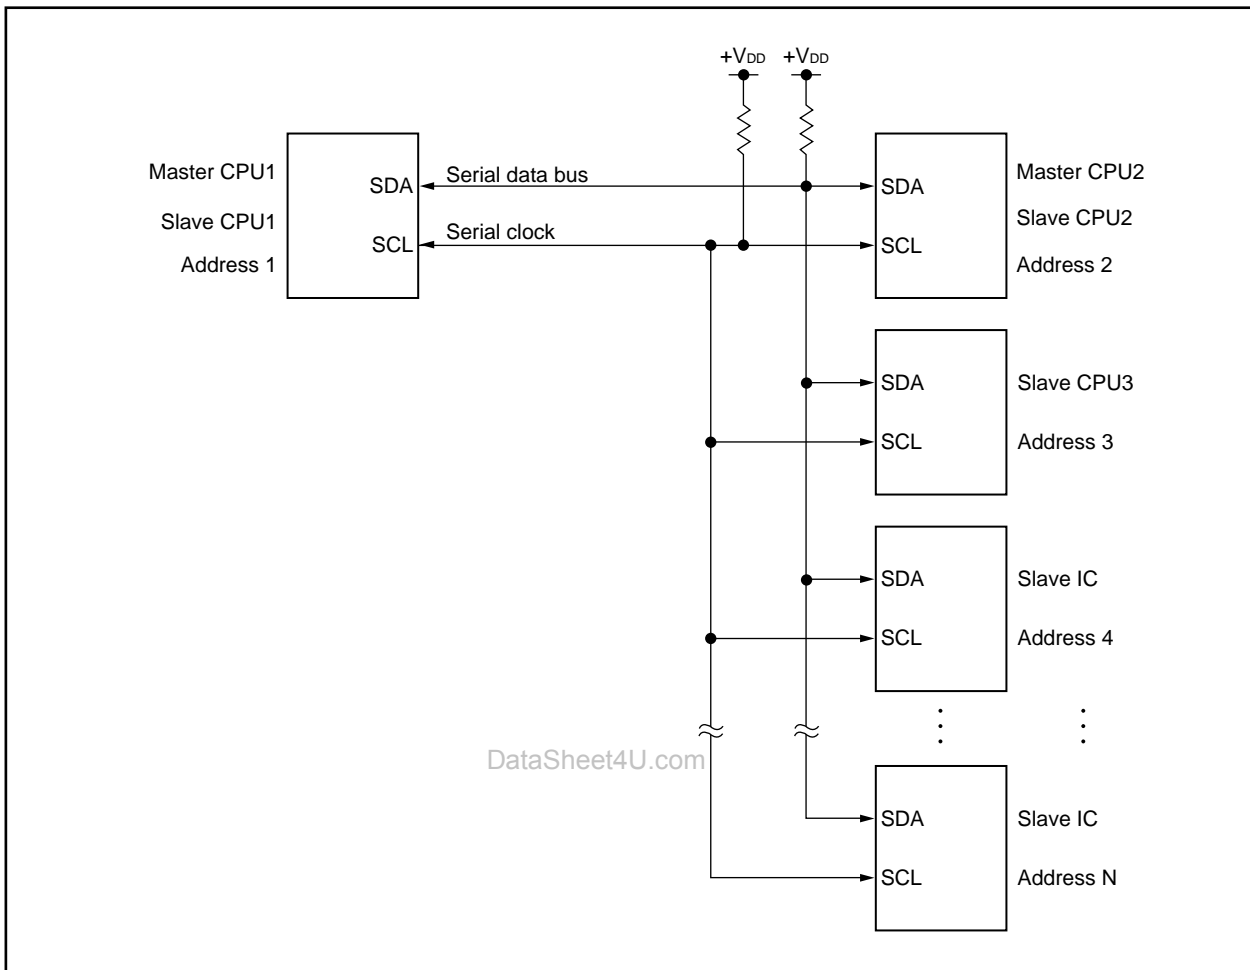 +VDD +VDD
Master CPU1
Slave CPU1
Address 1
SDA
SCL
Serial data bus
Serial clock
SDA
SCL
Master CPU2
Slave CPU2
Address 2
SDA
SCL
Slave CPU3
Address 3
SDA
SCL
Slave IC
Address 4
DataSheet4U.com
SDA
SCL
Slave IC
Address N